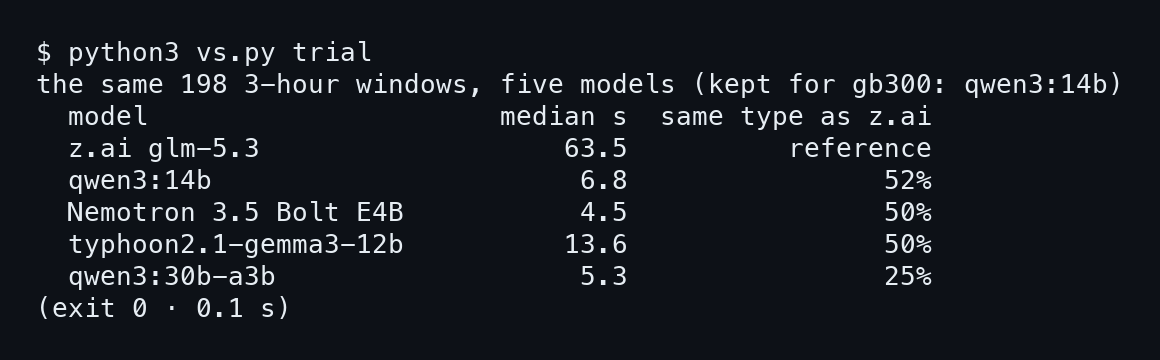 $ python3 vs.py trial
the same 198 3-hour windows, five models (kept for gb300: qwen3:14b)
  model                      median s  same type as z.ai
  z.ai glm-5.3                   63.5          reference
  qwen3:14b                       6.8                52%
  Nemotron 3.5 Bolt E4B           4.5                50%
  typhoon2.1-gemma3-12b          13.6                50%
  qwen3:30b-a3b                   5.3                25%
(exit 0 · 0.1 s)